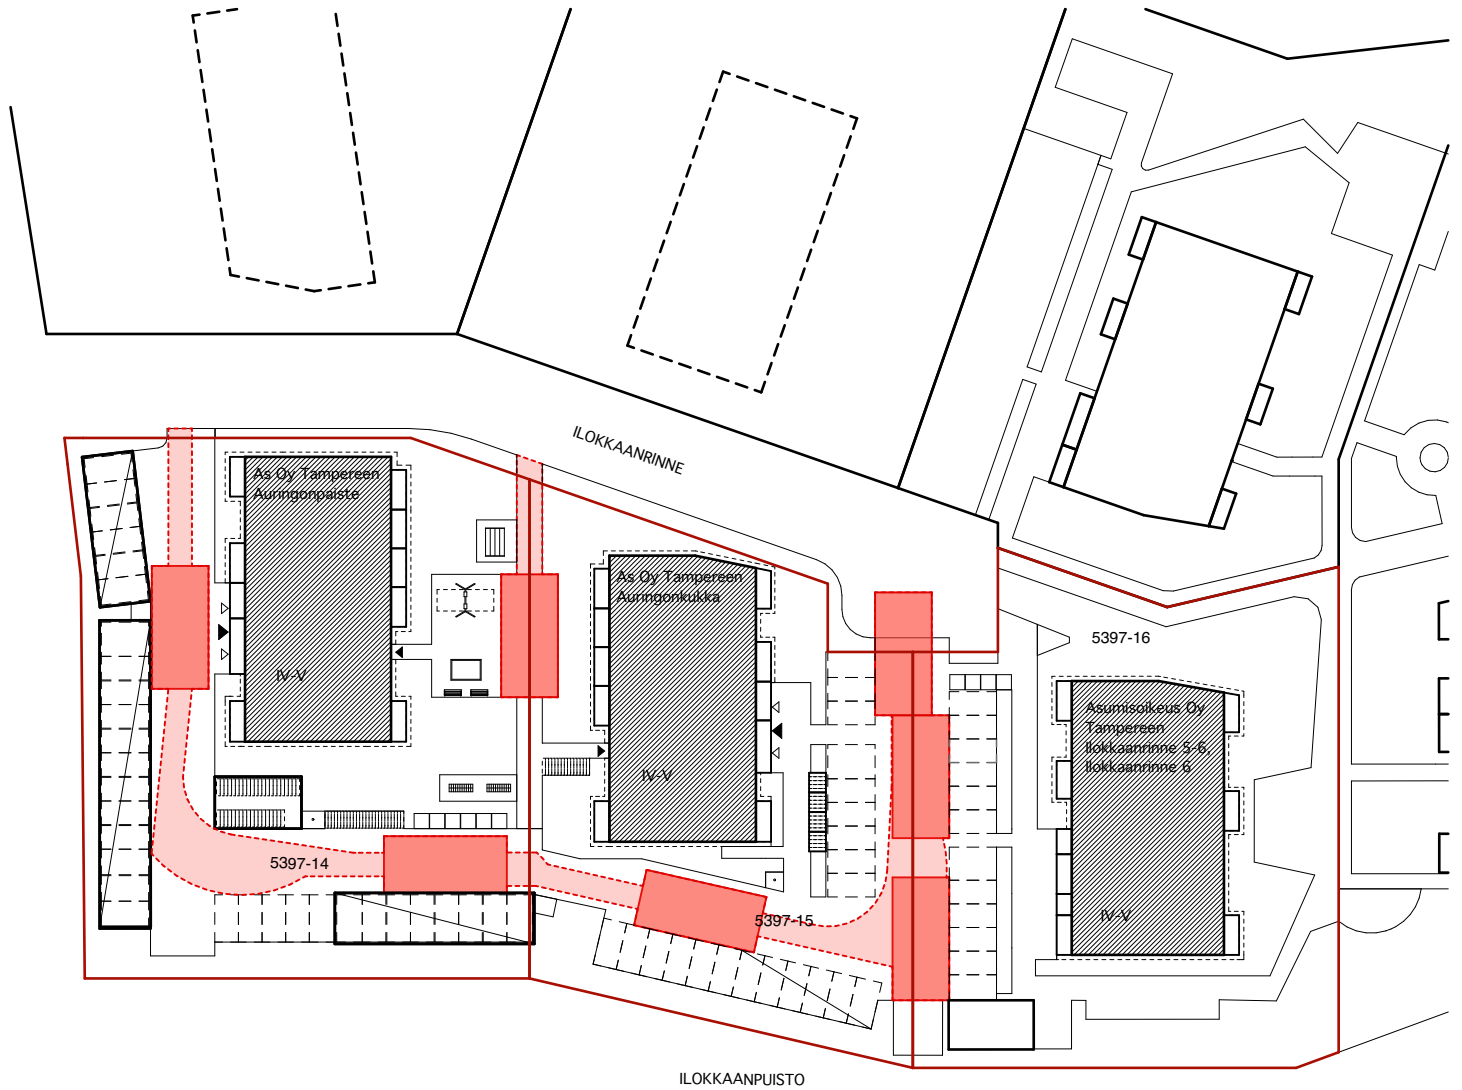 ILOKKAANRINNE
As Oy Tampereen
Auringonpaiste
IV-V
As Oy Tampereen
Auringonkukka
IV-V
5397-16
Asumisoikeus Oy
Tampereen
Ilokkaanrinne 5-6,
Ilokkaanrinne 6
IV-V
5397-14
5397-15
ILOKKAANPUISTO